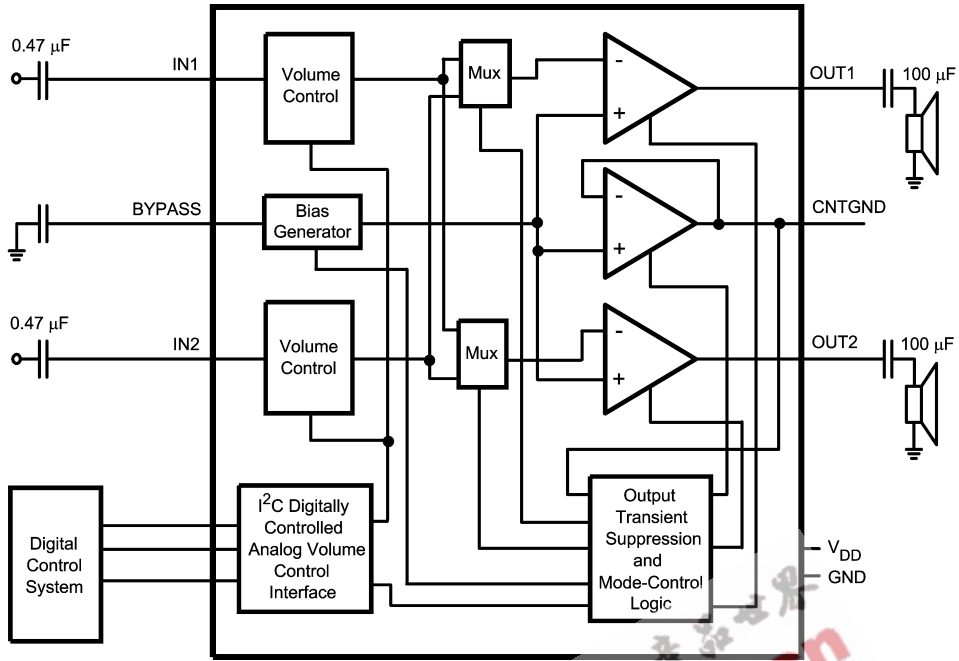 0.47 μF
IN1
Volume
Control
Mux
-
+
OUT1
100 μF
BYPASS
Bias
Generator
-
+
CNTGND
0.47 μF
IN2
Volume
Control
Mux
-
+
OUT2
100 μF
Digital
Control
System
I²C Digitally
Controlled
Analog Volume
Control
Interface
Output
Transient
Suppression
and
Mode-Control
Logic
VDD
GND